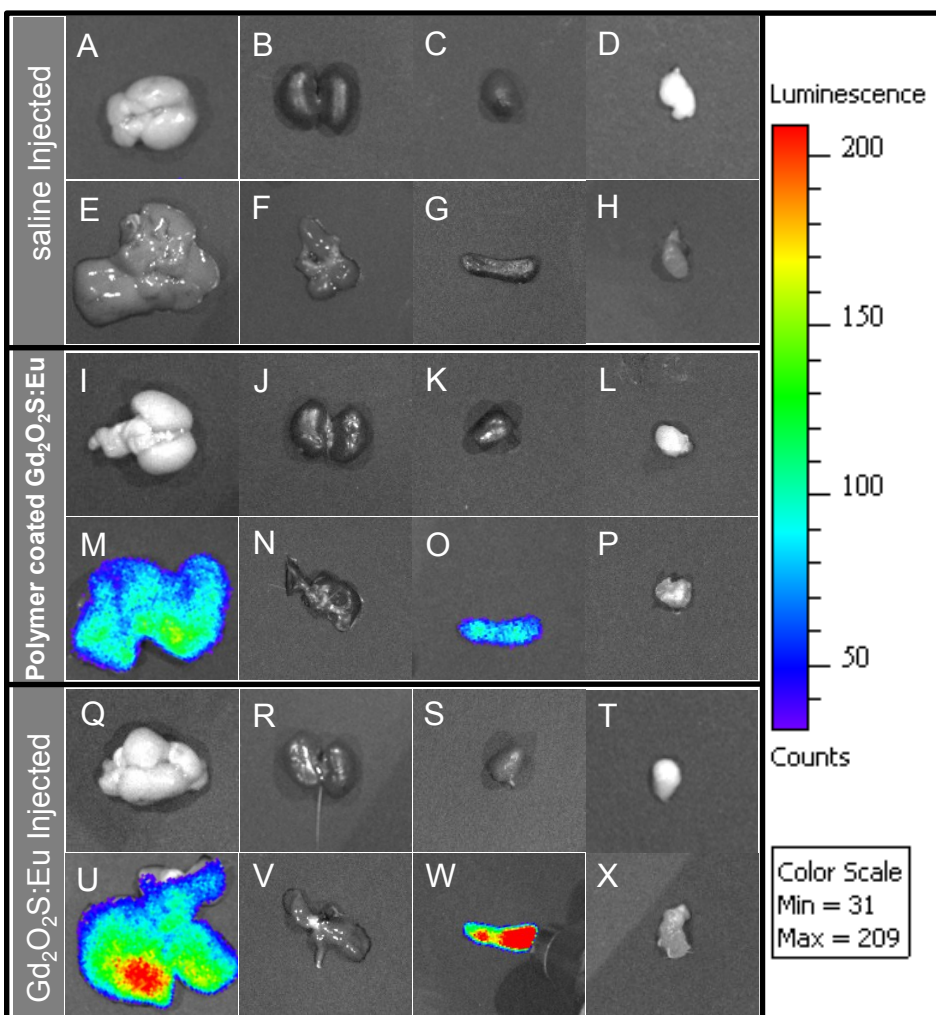 saline Injected
A B C D
E F G H
Polymer coated Gd₂O₂S:Eu
I J K L
M N O P
Gd₂O₂S:Eu Injected
Q R S T
U V W X
Luminescence
200
150
100
50
Counts
Color Scale
Min = 31
Max = 209